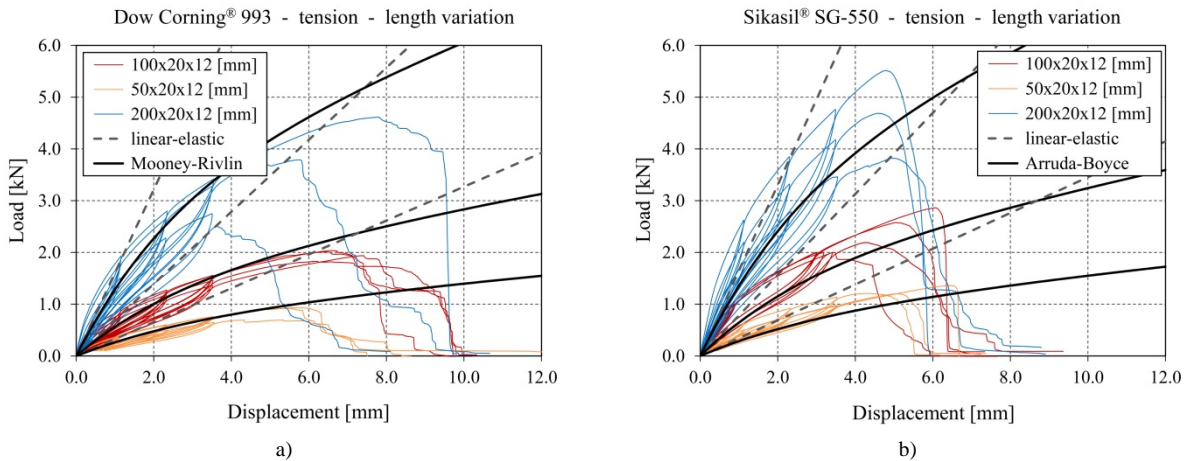 Dow Corning® 993 - tension - length variation
6.0
5.0
4.0
3.0
2.0
1.0
0.0
Load [kN]
100x20x12 [mm]
50x20x12 [mm]
200x20x12 [mm]
linear-elastic
Mooney-Rivlin
0.0 2.0 4.0 6.0 8.0 10.0 12.0
Displacement [mm]
a)
Sikasil® SG-550 - tension - length variation
6.0
5.0
4.0
3.0
2.0
1.0
0.0
Load [kN]
100x20x12 [mm]
50x20x12 [mm]
200x20x12 [mm]
linear-elastic
Arruda-Boyce
0.0 2.0 4.0 6.0 8.0 10.0 12.0
Displacement [mm]
b)